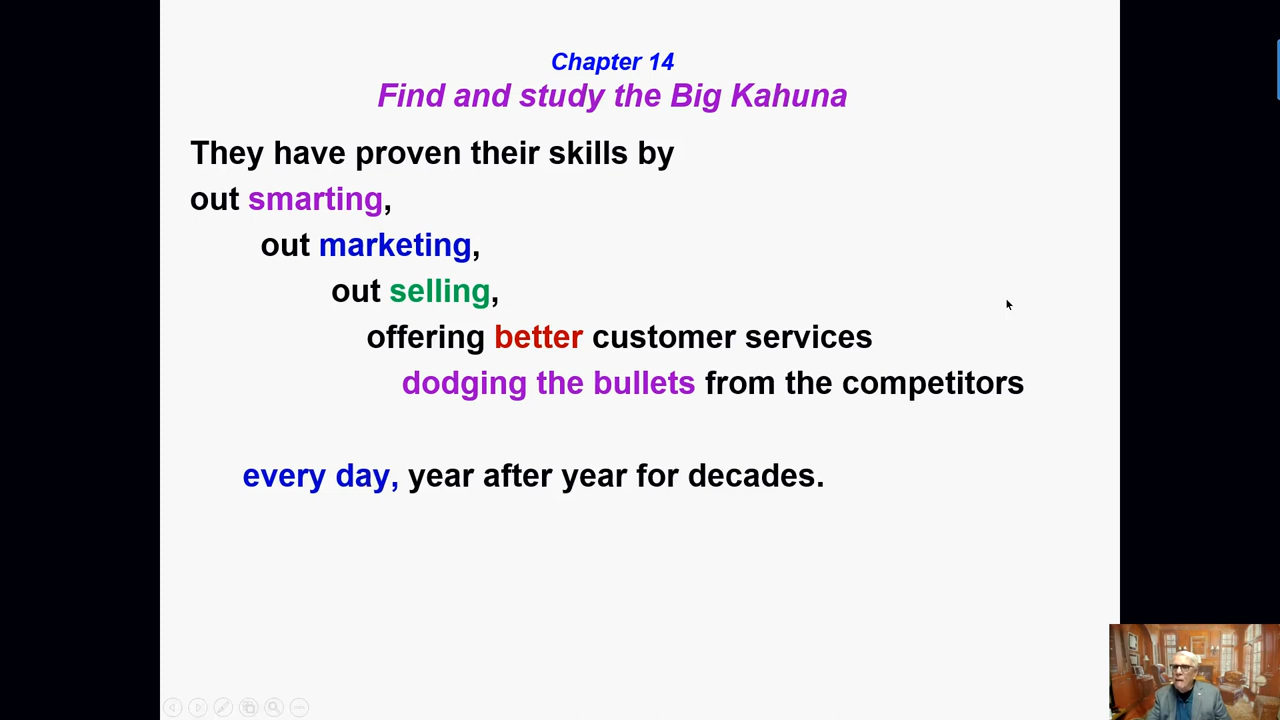 Chapter 14
Find and study the Big Kahuna
They have proven their skills by
out smarting,
out marketing,
out selling,
offering better customer services
dodging the bullets from the competitors
every day, year after year for decades.